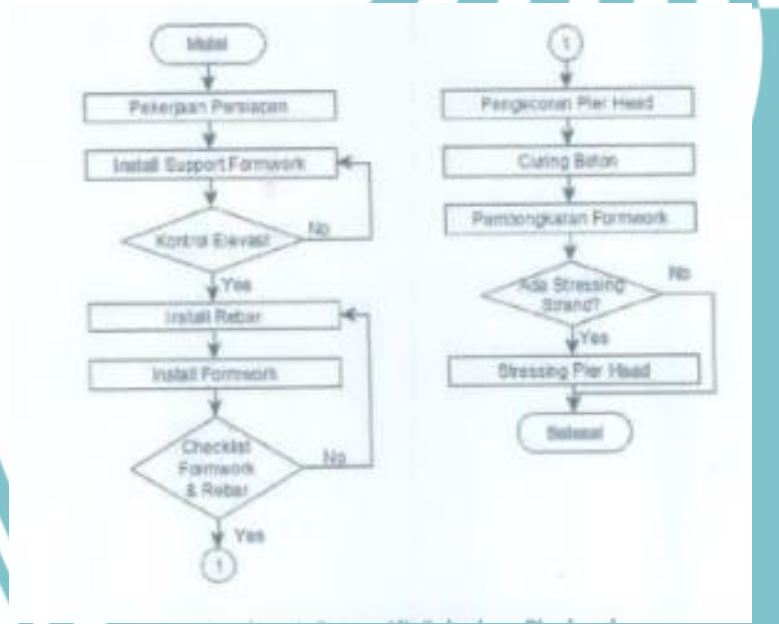 Mulai
Pekerjaan Persiapan
Install Support Formwork
Kontrol Elevasi
No
Yes
Install Rebar
Install Formwork
Checklist
Formwork
& Rebar
No
Yes
1
1
Pengecoran Pier Head
Curing Beton
Pembongkaran Formwork
Ada Stressing
Strand?
No
Yes
Stressing Pier Head
Selesai